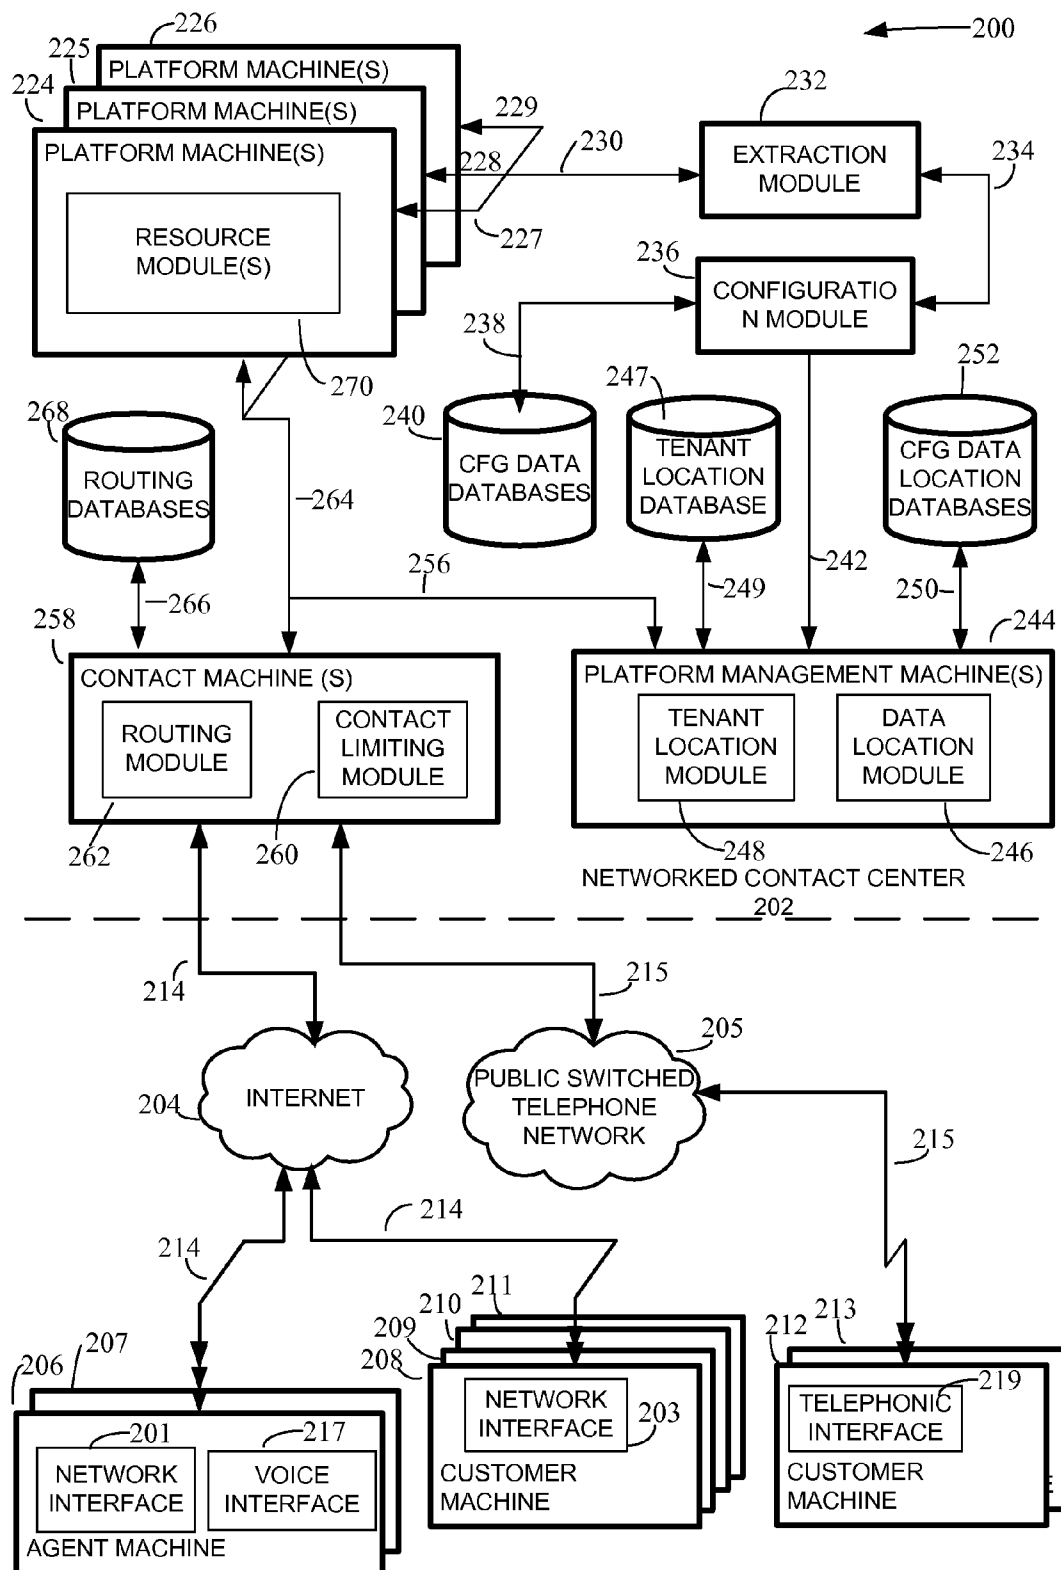 200
226
PLATFORM MACHINE(S)
225
PLATFORM MACHINE(S)
224
PLATFORM MACHINE(S)
RESOURCE
MODULE(S)
270
229
228
227
230
232
EXTRACTION
MODULE
234
236
CONFIGURATIO
N MODULE
238
240
CFG DATA
DATABASES
247
TENANT
LOCATION
DATABASE
252
CFG DATA
LOCATION
DATABASES
268
ROUTING
DATABASES
264
266
256
249
242
250
258
CONTACT MACHINE (S)
ROUTING
MODULE
262
CONTACT
LIMITING
MODULE
260
244
PLATFORM MANAGEMENT MACHINE(S)
TENANT
LOCATION
MODULE
248
DATA
LOCATION
MODULE
246
NETWORKED CONTACT CENTER
202
214
215
204
INTERNET
205
PUBLIC SWITCHED
TELEPHONE
NETWORK
215
214
214
207
206
201
NETWORK
INTERFACE
217
VOICE
INTERFACE
AGENT MACHINE
211
210
209
208
NETWORK
INTERFACE
203
CUSTOMER
MACHINE
213
212
219
TELEPHONIC
INTERFACE
CUSTOMER
MACHINE
E